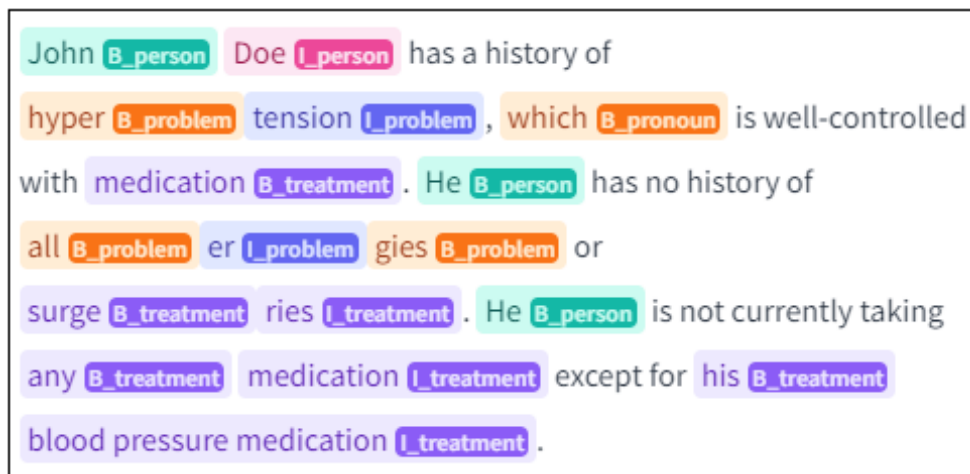 John B_person Doe I_person has a history of
hyper B_problem tension I_problem , which B_pronoun is well-controlled
with medication B_treatment . He B_person has no history of
all B_problem er I_problem gies B_problem or
surge B_treatment ries I_treatment . He B_person is not currently taking
any B_treatment medication I_treatment except for his B_treatment
blood pressure medication I_treatment .